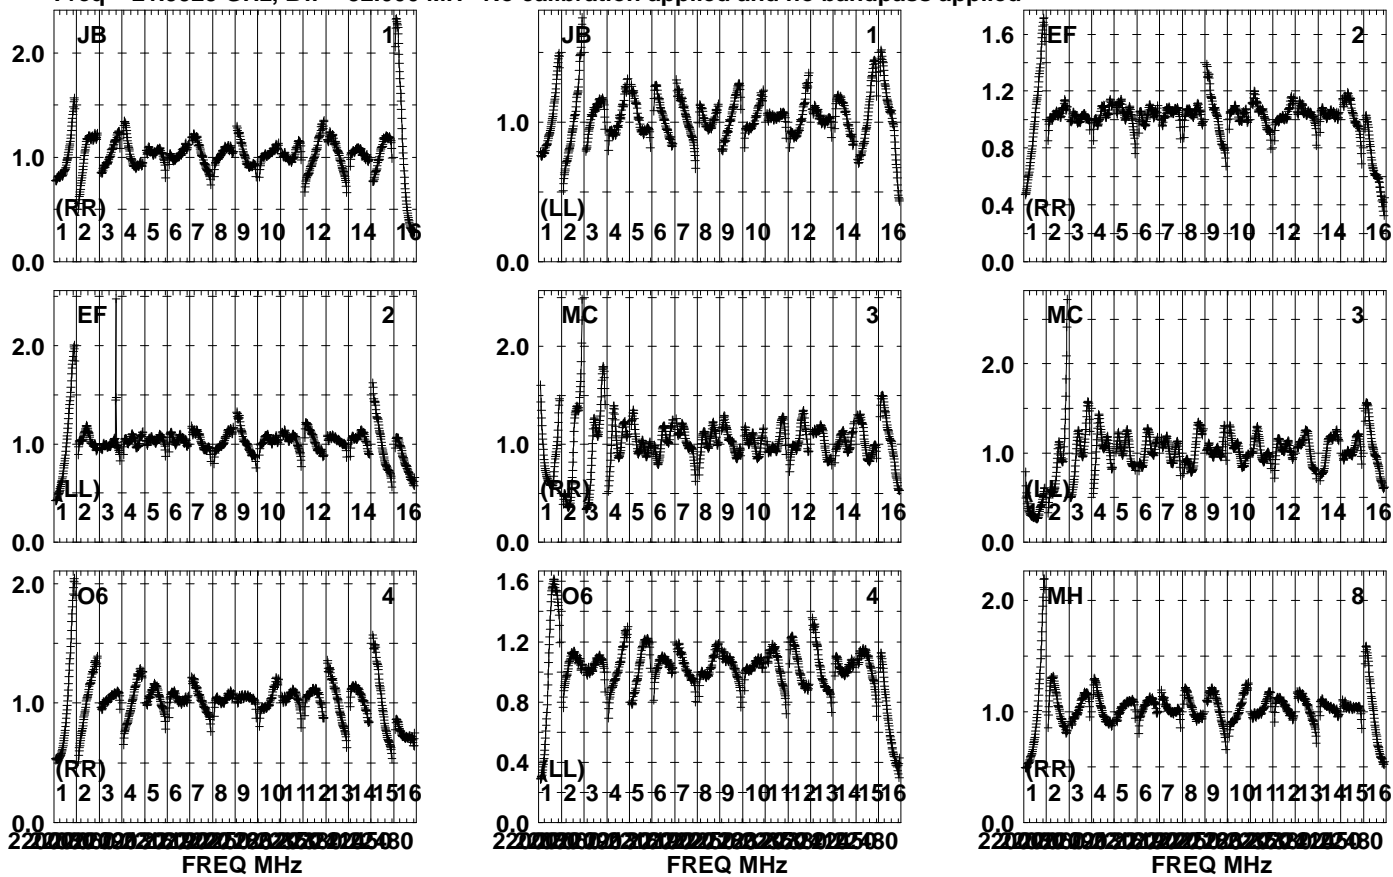 JB 1
2.0
1.0
0.0
(RR)
1 2 3 4 5 6 7 8 9 10 12 14 16
JB 1
1.0
0.0
(LL)
1 2 3 4 5 6 7 8 9 10 12 14 16
EF 2
1.6
1.2
0.8
0.4
0.0
(RR)
1 2 3 4 5 6 7 8 9 10 12 14 16
EF 2
2.0
1.0
0.0
(LL)
1 2 3 4 5 6 7 8 9 10 12 14 16
MC 3
2.0
1.0
0.0
(RR)
1 2 3 4 5 6 7 8 9 10 12 14 16
MC 3
2.0
1.0
0.0
(LL)
1 2 3 4 5 6 7 8 9 10 12 14 16
O6 4
2.0
1.0
0.0
(RR)
1 2 3 4 5 6 7 8 9 10 11 12 13 14 15 16
FREQ MHz
O6 4
1.6
1.2
0.8
0.4
0.0
(LL)
1 2 3 4 5 6 7 8 9 10 11 12 13 14 15 16
FREQ MHz
MH 8
2.0
1.0
0.0
(RR)
1 2 3 4 5 6 7 8 9 10 11 12 13 14 15 16
FREQ MHz